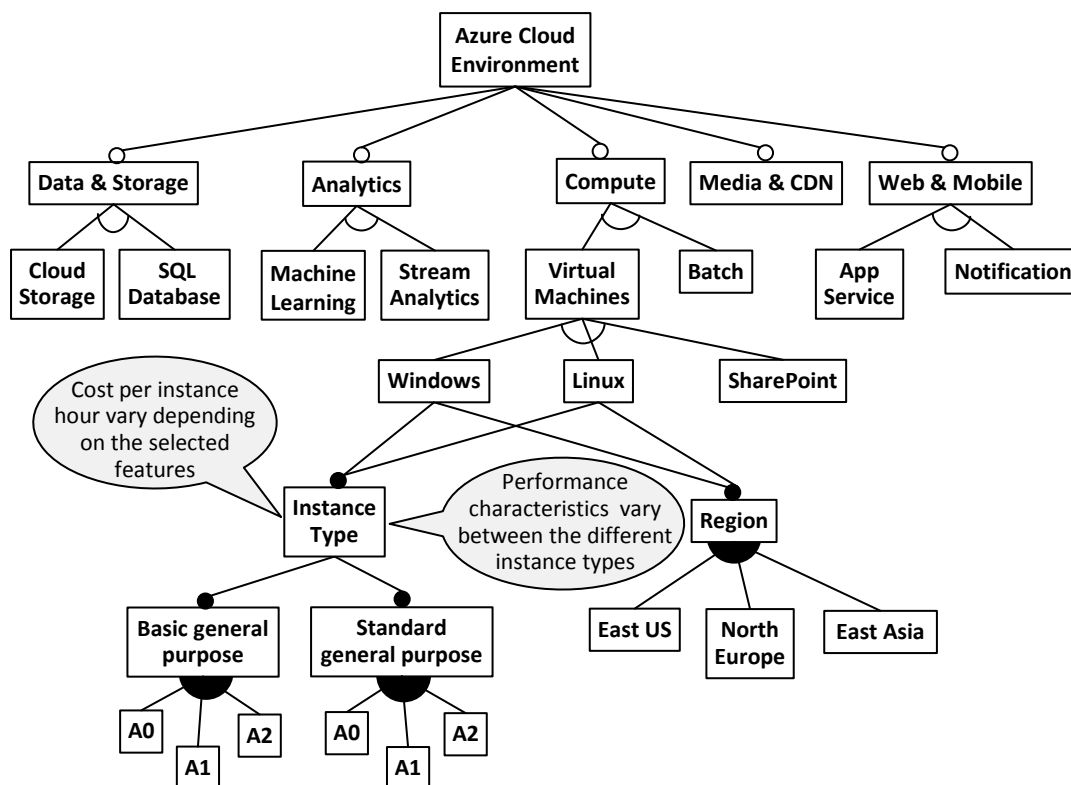 Azure Cloud
Environment
Data & Storage
Analytics
Compute
Media & CDN
Web & Mobile
Cloud
Storage
SQL
Database
Machine
Learning
Stream
Analytics
Virtual
Machines
Batch
App
Service
Notification
Windows
Linux
SharePoint
Cost per instance
hour vary depending
on the selected
features
Instance
Type
Performance
characteristics vary
between the different
instance types
Region
Basic general
purpose
Standard
general purpose
East US
North
Europe
East Asia
A0
A1
A2
A0
A1
A2